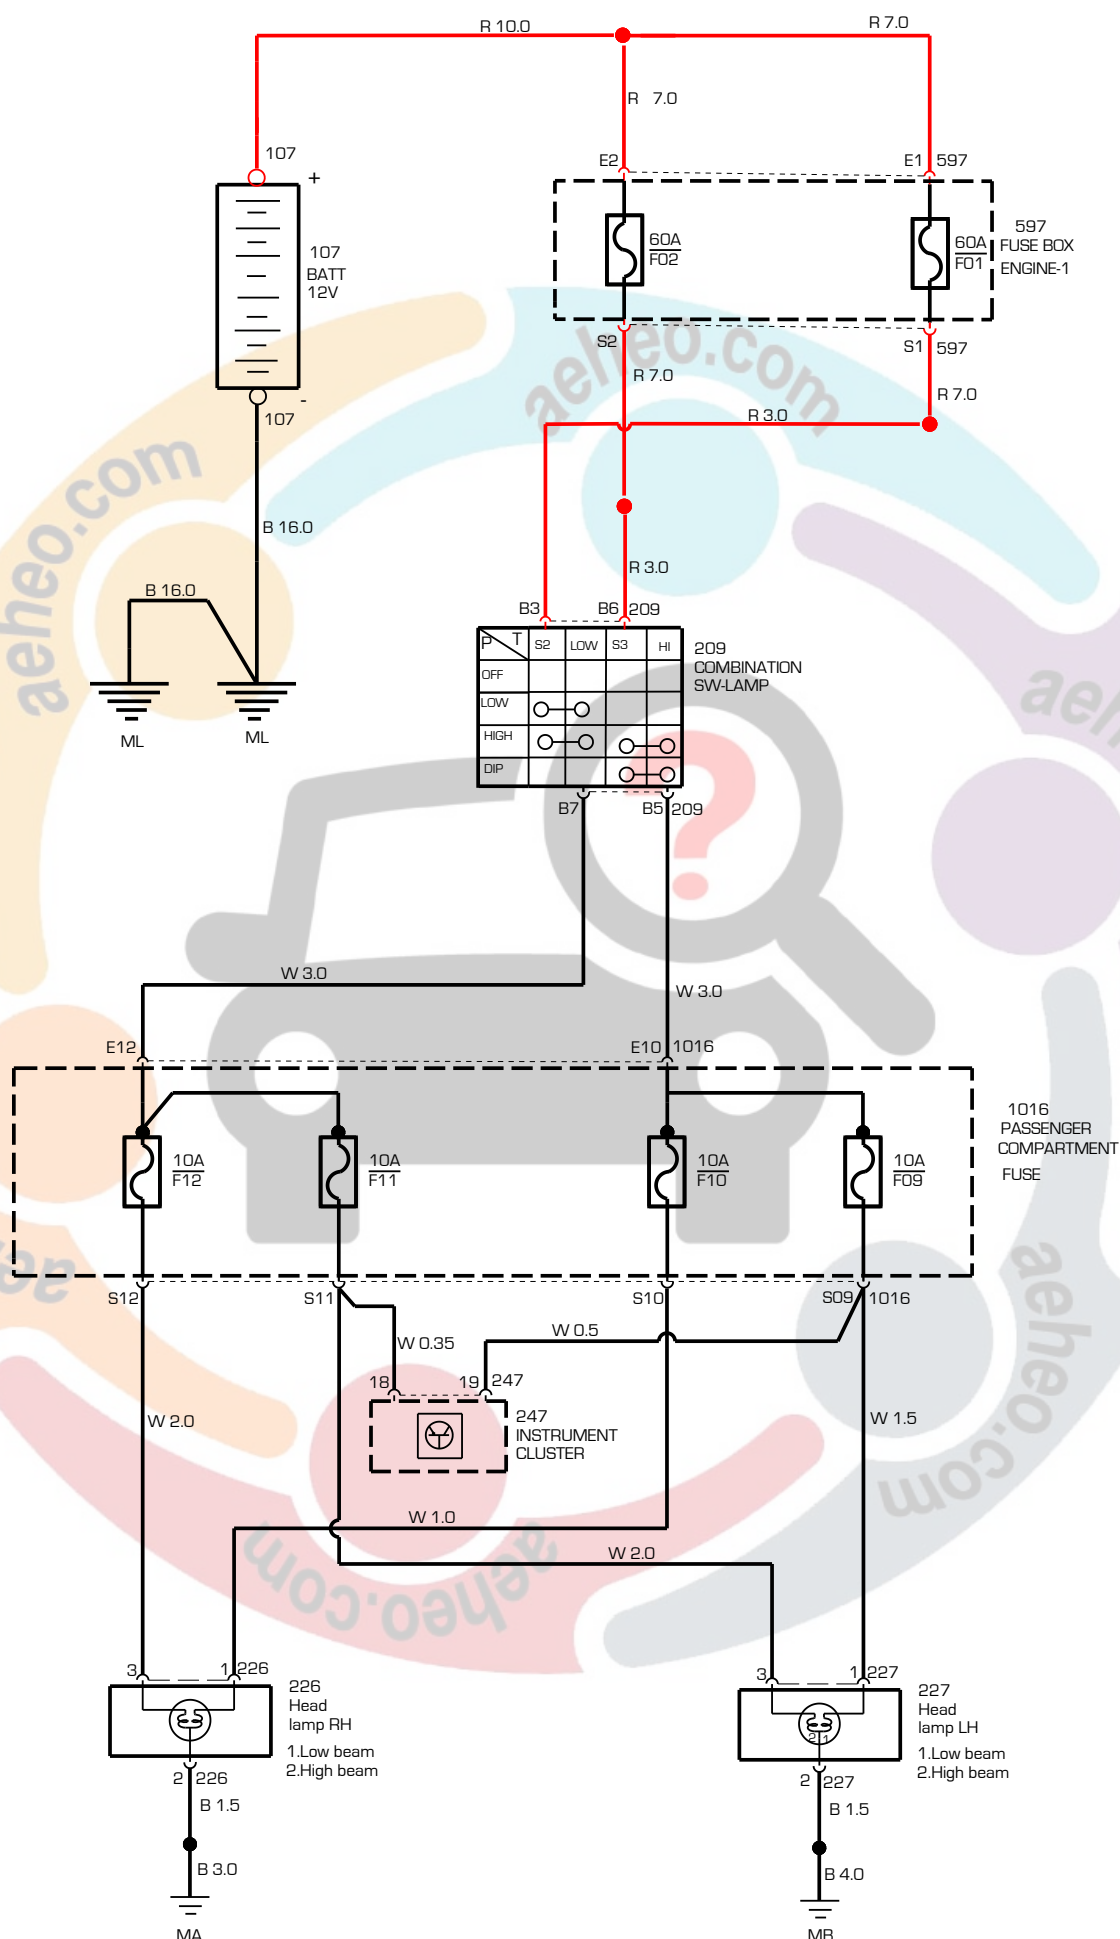 R 10.0
R 7.0
R 7.0
107
+
E2
E1 597
107
BATT
12V
60A
F02
60A
F01
597
FUSE BOX
ENGINE-1
S2
S1 597
R 7.0
R 7.0
-
107
R 3.0
B 16.0
B 16.0
R 3.0
B3
B6 209
P T S2 LOW S3 HI
OFF
LOW
HIGH
DIP
209
COMBINATION
SW-LAMP
ML
ML
B7
B5 209
W 3.0
W 3.0
E12
E10 1016
1016
PASSENGER
COMPARTMENT
FUSE
10A
F12
10A
F11
10A
F10
10A
F09
S12
S11
S10
S09 1016
W 0.35
W 0.5
18
19 247
247
INSTRUMENT
CLUSTER
W 2.0
W 1.5
W 1.0
W 2.0
3
1 226
226
Head
lamp RH
1.Low beam
2.High beam
3
1 227
227
Head
lamp LH
1.Low beam
2.High beam
2 1
2 226
2 227
B 1.5
B 1.5
B 3.0
B 4.0
MA
MB
aeheo.com
aeheo.com
aeh
aeheo.com
aeheo.com
ae